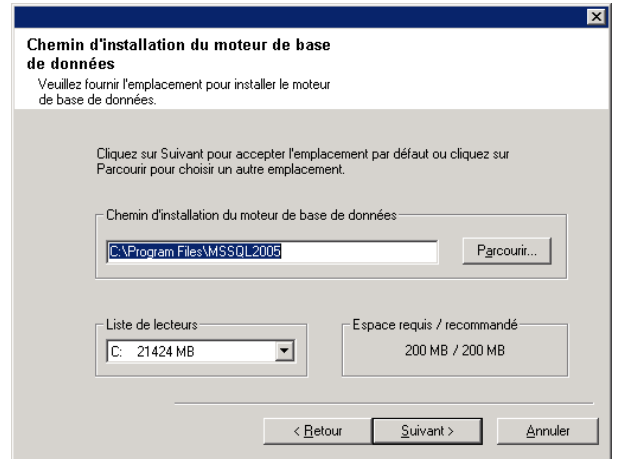 Chemin d'installation du moteur de base
de données
Veuillez fournir l'emplacement pour installer le moteur
de base de données.
Cliquez sur Suivant pour accepter l'emplacement par défaut ou cliquez sur
Parcourir pour choisir un autre emplacement.
Chemin d'installation du moteur de base de données
C:\Program Files\MSSQL2005
Parcourir...
Liste de lecteurs
C: 21424 MB
Espace requis / recommandé
200 MB / 200 MB
< Retour
Suivant >
Annuler